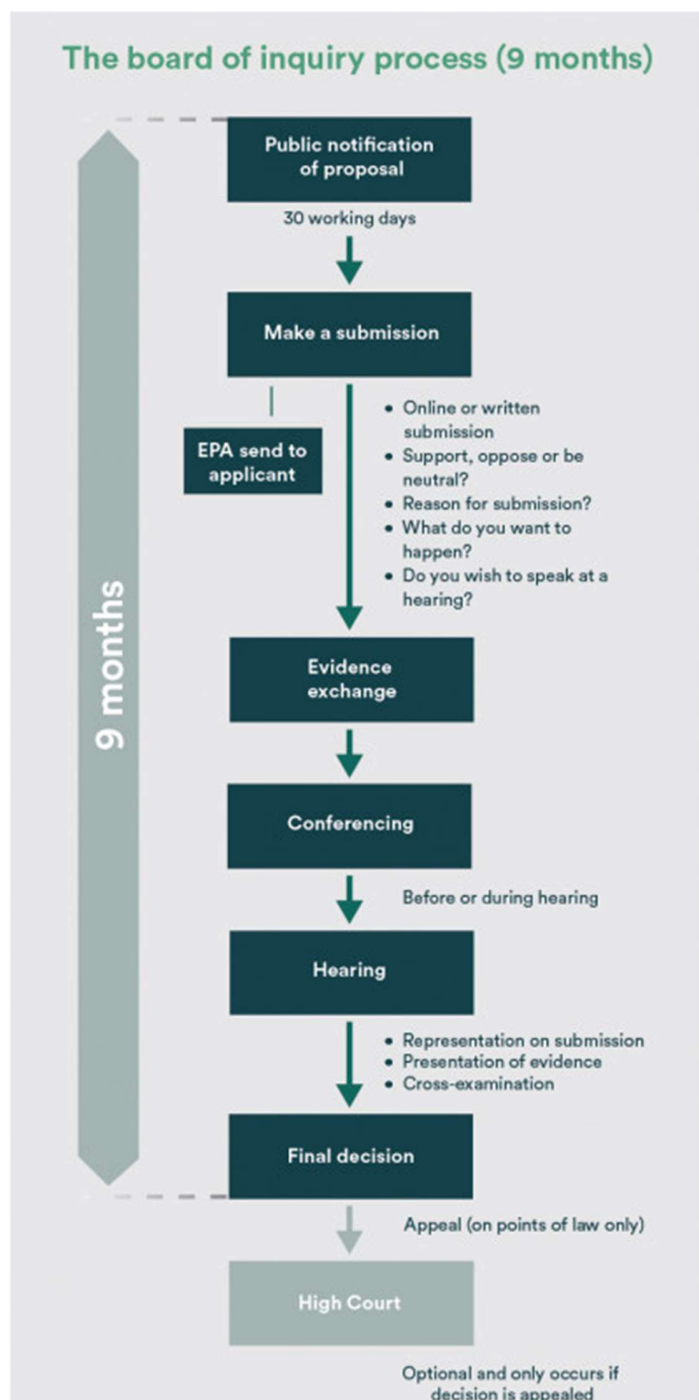 The board of inquiry process (9 months)
Public notification
of proposal
30 working days
Make a submission
EPA send to
applicant
• Online or written
submission
• Support, oppose or be
neutral?
• Reason for submission?
• What do you want to
happen?
• Do you wish to speak at a
hearing?
9 months
Evidence
exchange
Conferencing
Before or during hearing
Hearing
• Representation on submission
• Presentation of evidence
• Cross-examination
Final decision
Appeal (on points of law only)
High Court
Optional and only occurs if
decision is appealed